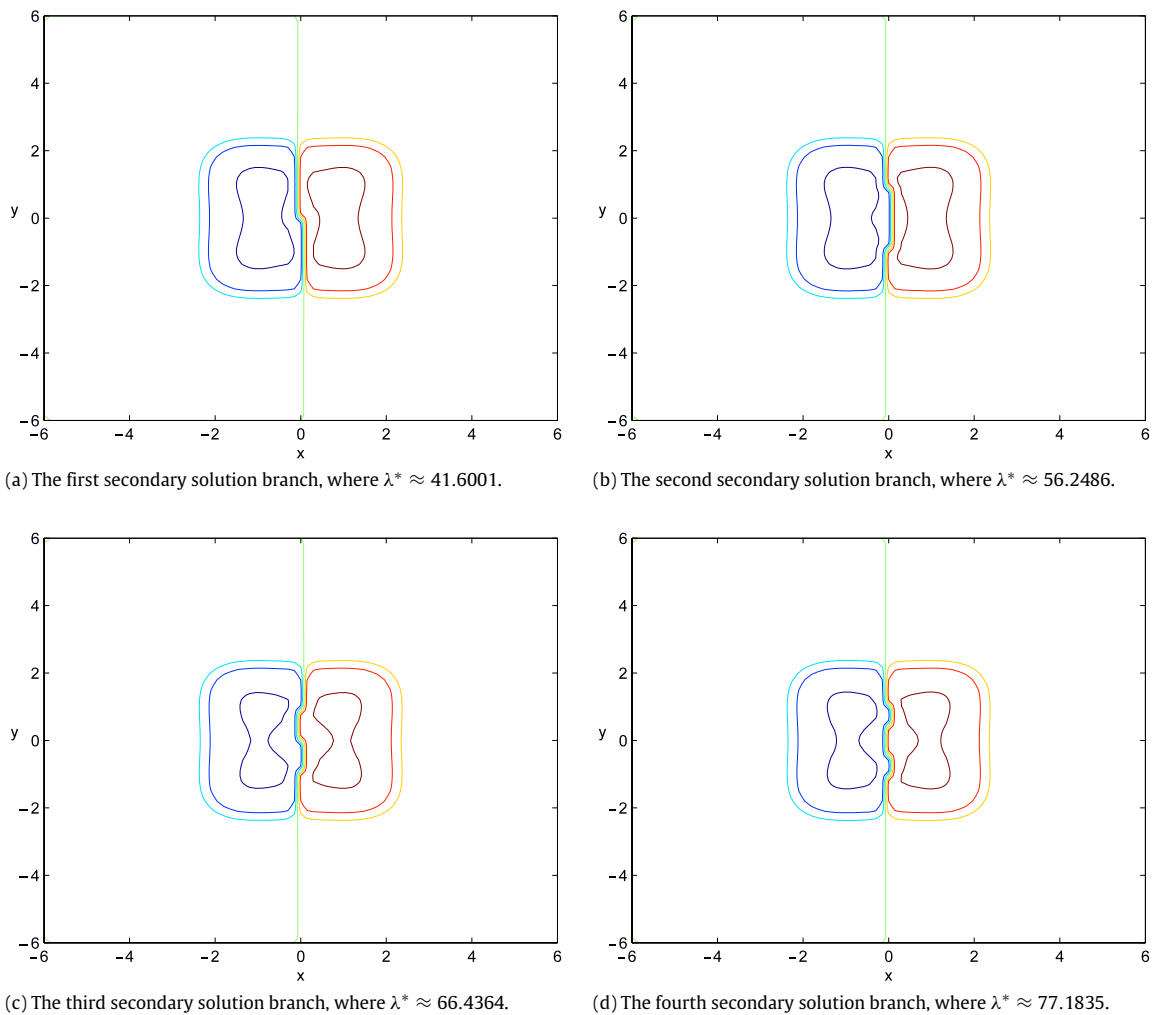 6
4
2
y 0
−2
−4
−6
−6 −4 −2 0 2 4 6
x
(a) The first secondary solution branch, where λ* ≈ 41.6001.
6
4
2
y 0
−2
−4
−6
−6 −4 −2 0 2 4 6
x
(b) The second secondary solution branch, where λ* ≈ 56.2486.
6
4
2
y 0
−2
−4
−6
−6 −4 −2 0 2 4 6
x
(c) The third secondary solution branch, where λ* ≈ 66.4364.
6
4
2
y 0
−2
−4
−6
−6 −4 −2 0 2 4 6
x
(d) The fourth secondary solution branch, where λ* ≈ 77.1835.